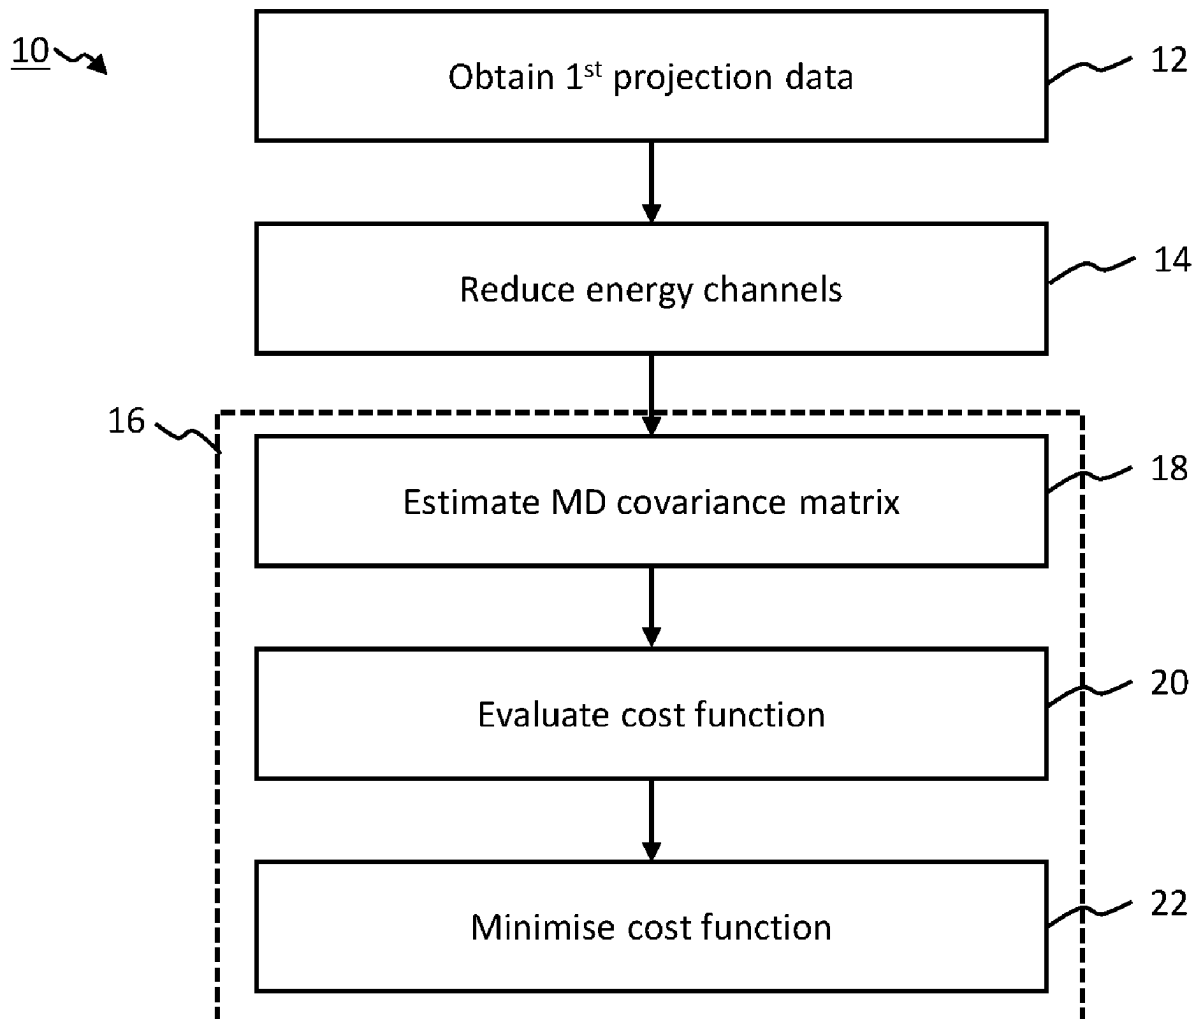 10
Obtain 1st projection data
12
Reduce energy channels
14
16
Estimate MD covariance matrix
18
Evaluate cost function
20
Minimise cost function
22